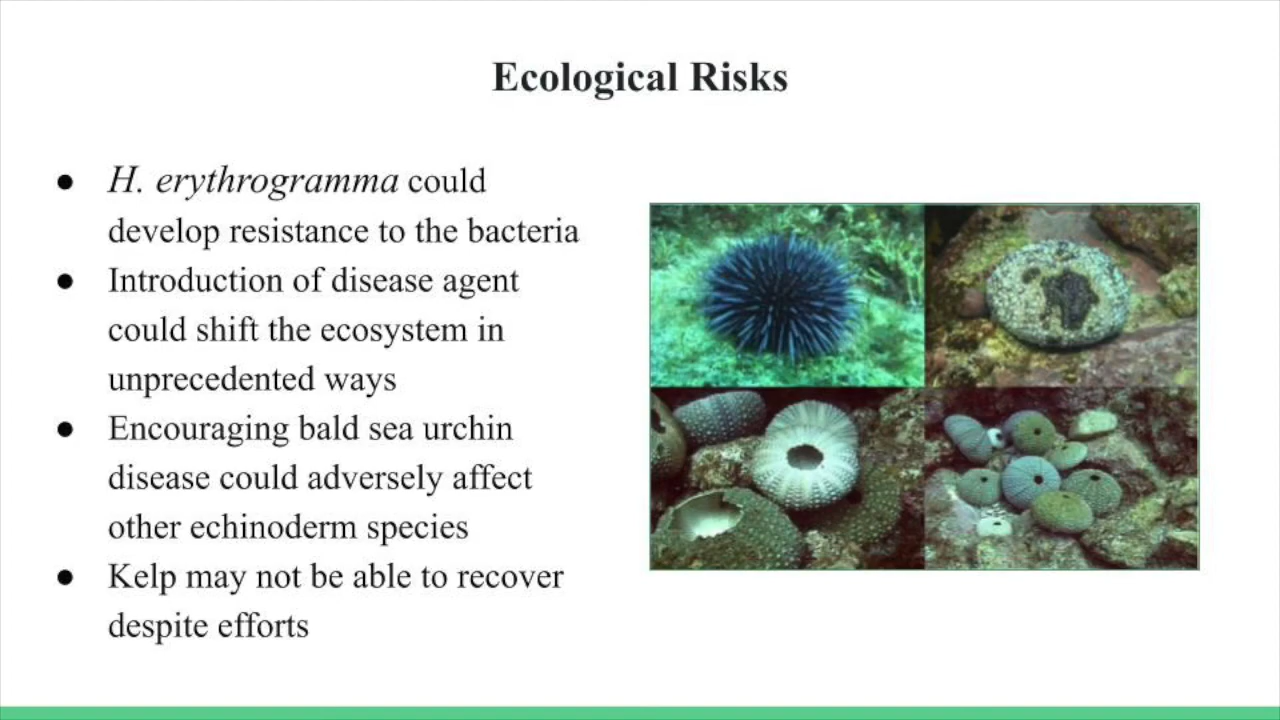 Ecological Risks
● H. erythrogramma could
develop resistance to the bacteria
● Introduction of disease agent
could shift the ecosystem in
unprecedented ways
● Encouraging bald sea urchin
disease could adversely affect
other echinoderm species
● Kelp may not be able to recover
despite efforts